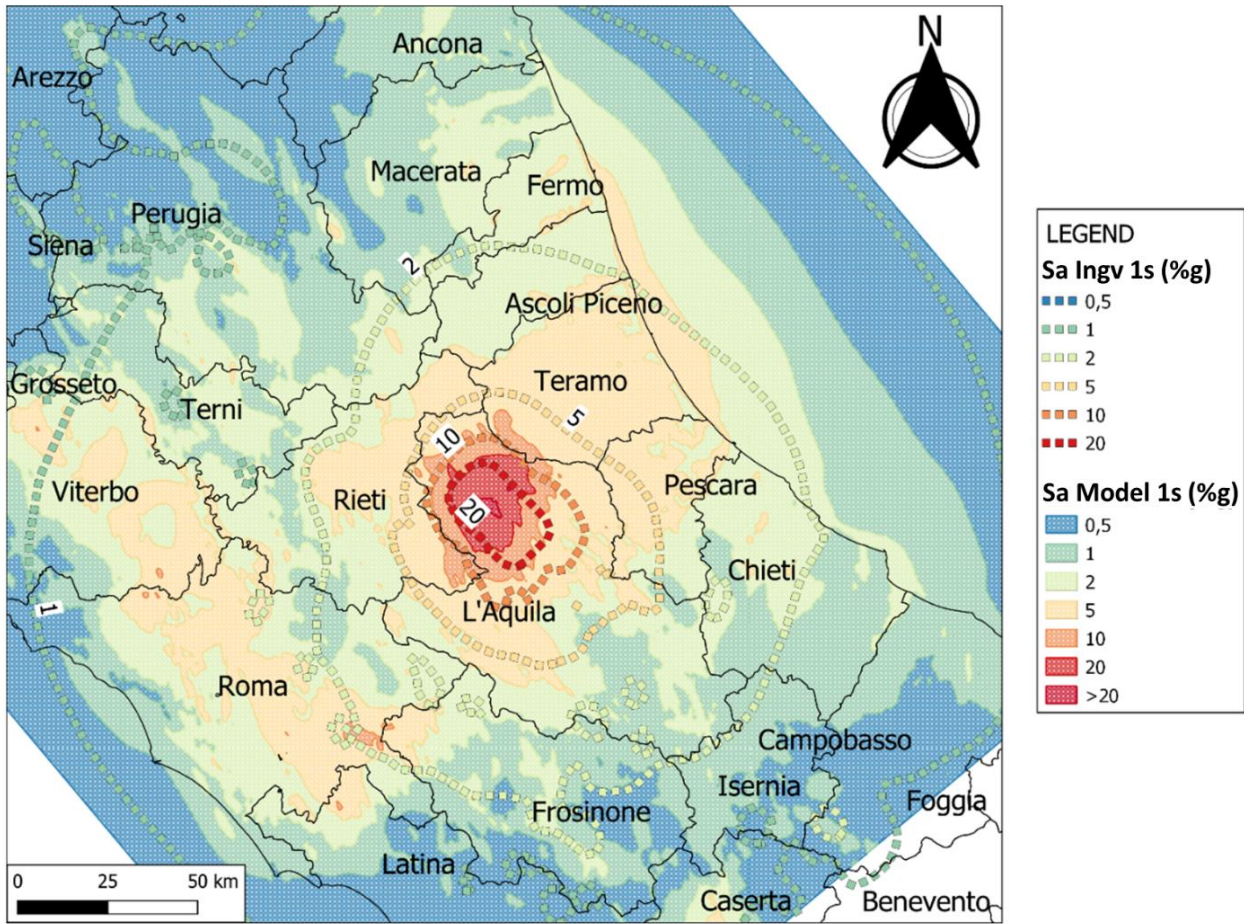 Ancona
N
Arezzo
Macerata
Fermo
Perugia
Siena
2
Ascoli Piceno
Grosseto
Teramo
Terni
5
10
Viterbo
Rieti
Pescara
20
Chieti
1
L'Aquila
Roma
Campobasso
Isernia
Frosinone
Foggia
Latina
Caserta
Benevento
0 25 50 km
LEGEND
Sa Ingv 1s (%g)
0,5
1
2
5
10
20
Sa Model 1s (%g)
0,5
1
2
5
10
20
>20